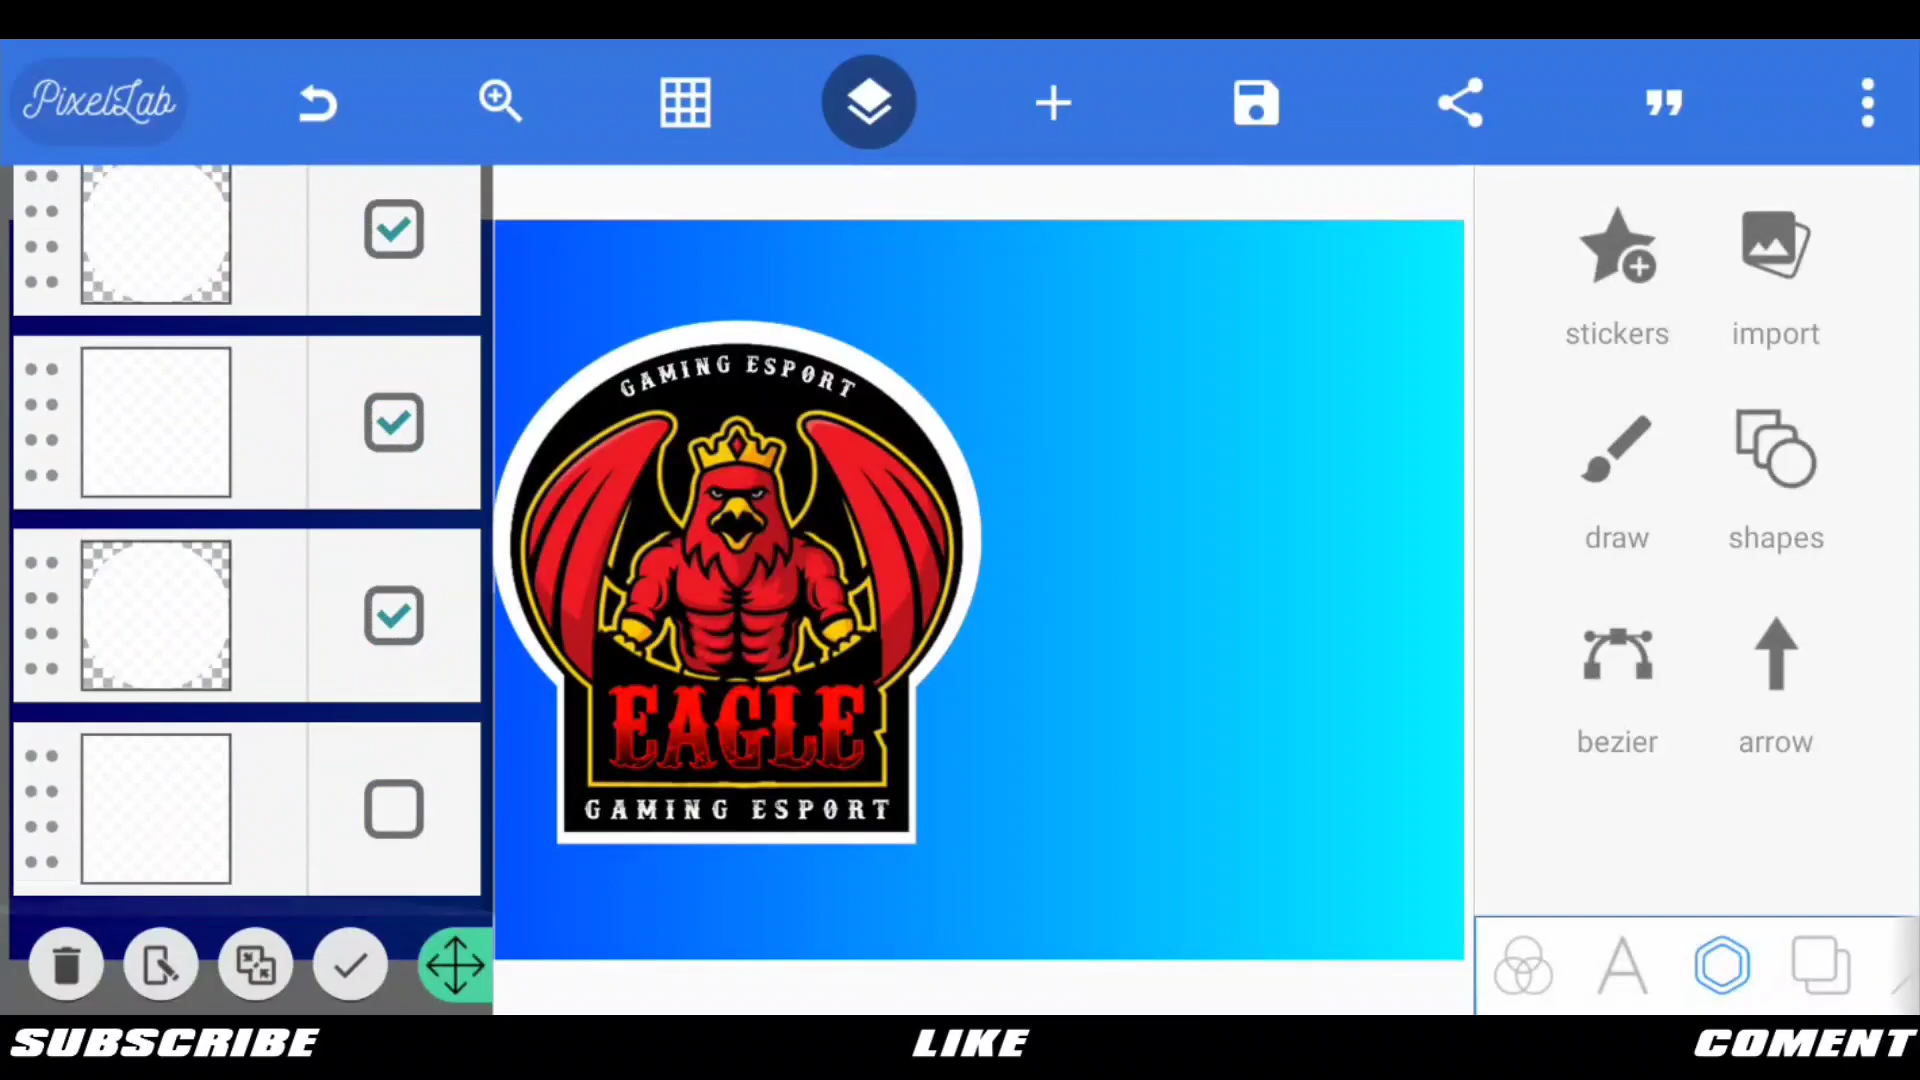 PixelLab
stickers
import
draw
shapes
bezier
arrow
GAMING ESPORT
EAGLE
GAMING ESPORT
SUBSCRIBE
LIKE
COMENT